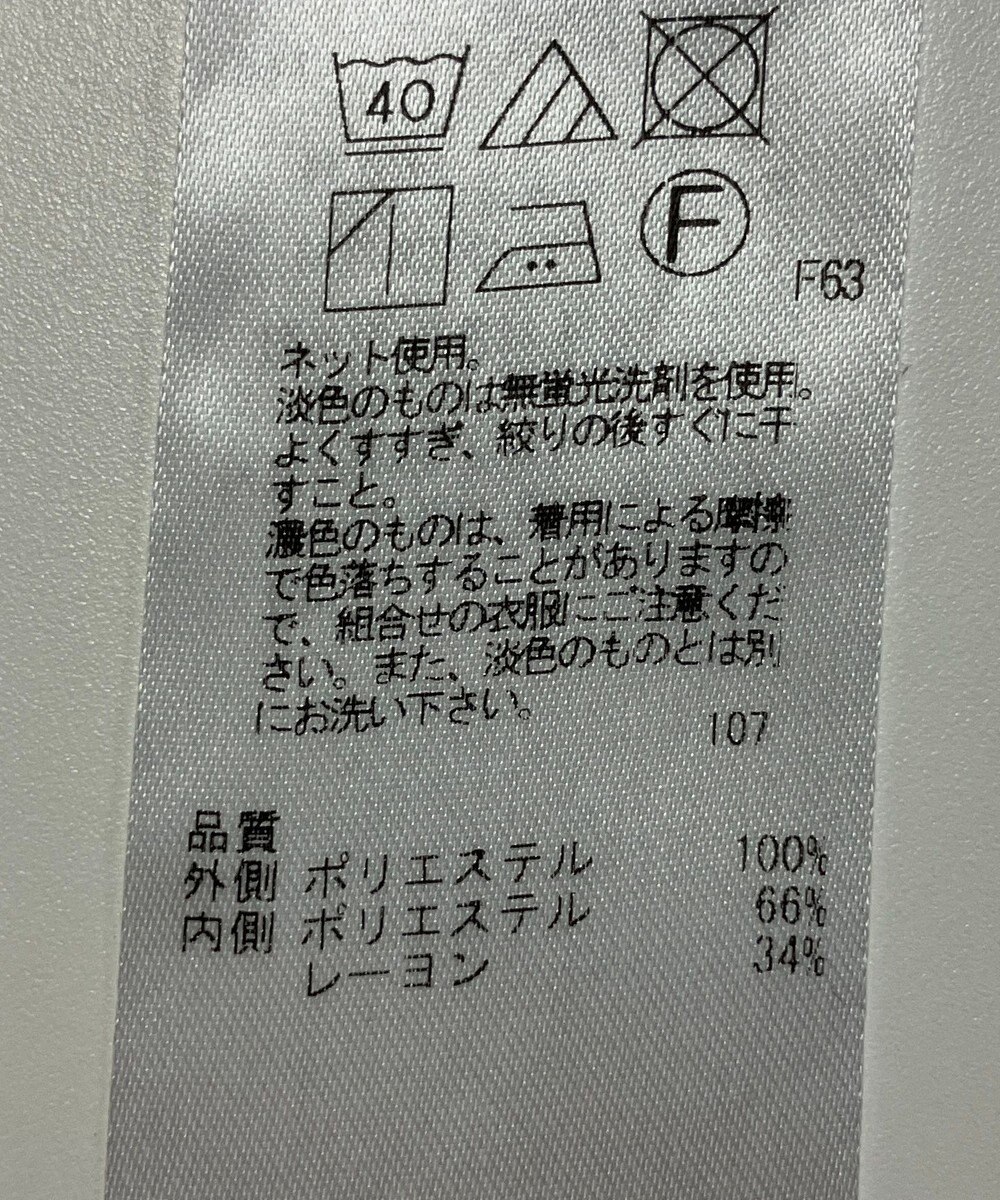 40
F
F63
ネット使用。
淡色のものは無蛍光洗剤を使用。
よくすすぎ、絞りの後すぐに干
すこと。
濃色のものは、着用による摩擦
で色落ちすることがありますの
で、組合せの衣服にご注意くだ
さい。また、淡色のものとは別
にお洗い下さい。
107
品質
外側 ポリエステル 100%
内側 ポリエステル 66%
レーヨン 34%